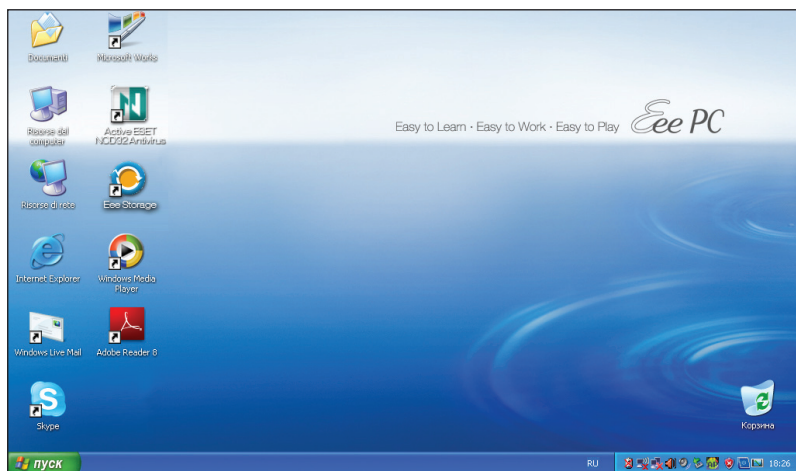 Documenti
Microsoft Works
Risorse del
computer
Active ESET
NOD32 Antivirus
Easy to Learn · Easy to Work · Easy to Play
Eee PC
Risorse di rete
Eee Storage
Internet Explorer
Windows Media
Player
Windows Live Mail
Adobe Reader 8
Skype
Корзина
пуск
RU
18:26